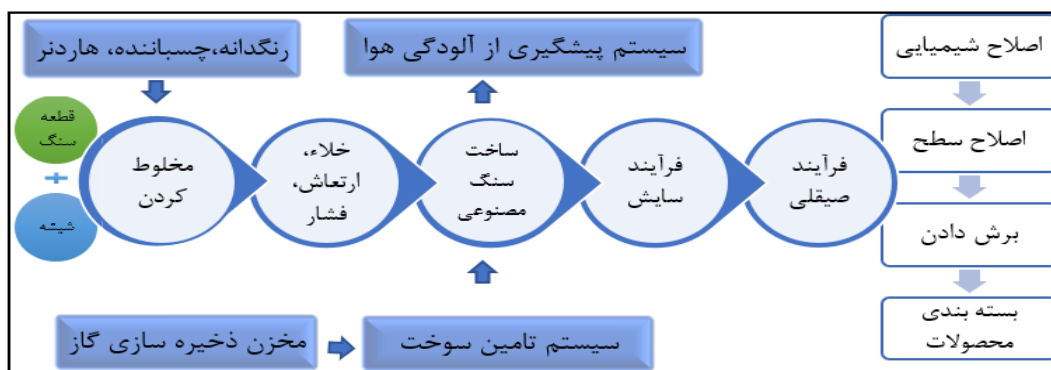 رنگدانه،چسباننده، هاردنر
سیستم پیشگیری از آلودگی هوا
قطعه
سنگ
+
شیشه
مخلوط
کردن
خلاء،
ارتعاش،
فشار
ساخت
سنگ
مصنوعی
فرآیند
سایش
فرآیند
صیقلی
اصلاح شیمیایی
اصلاح سطح
برش دادن
بسته بندی
محصولات
مخزن ذخیره سازی گاز
سیستم تامین سوخت